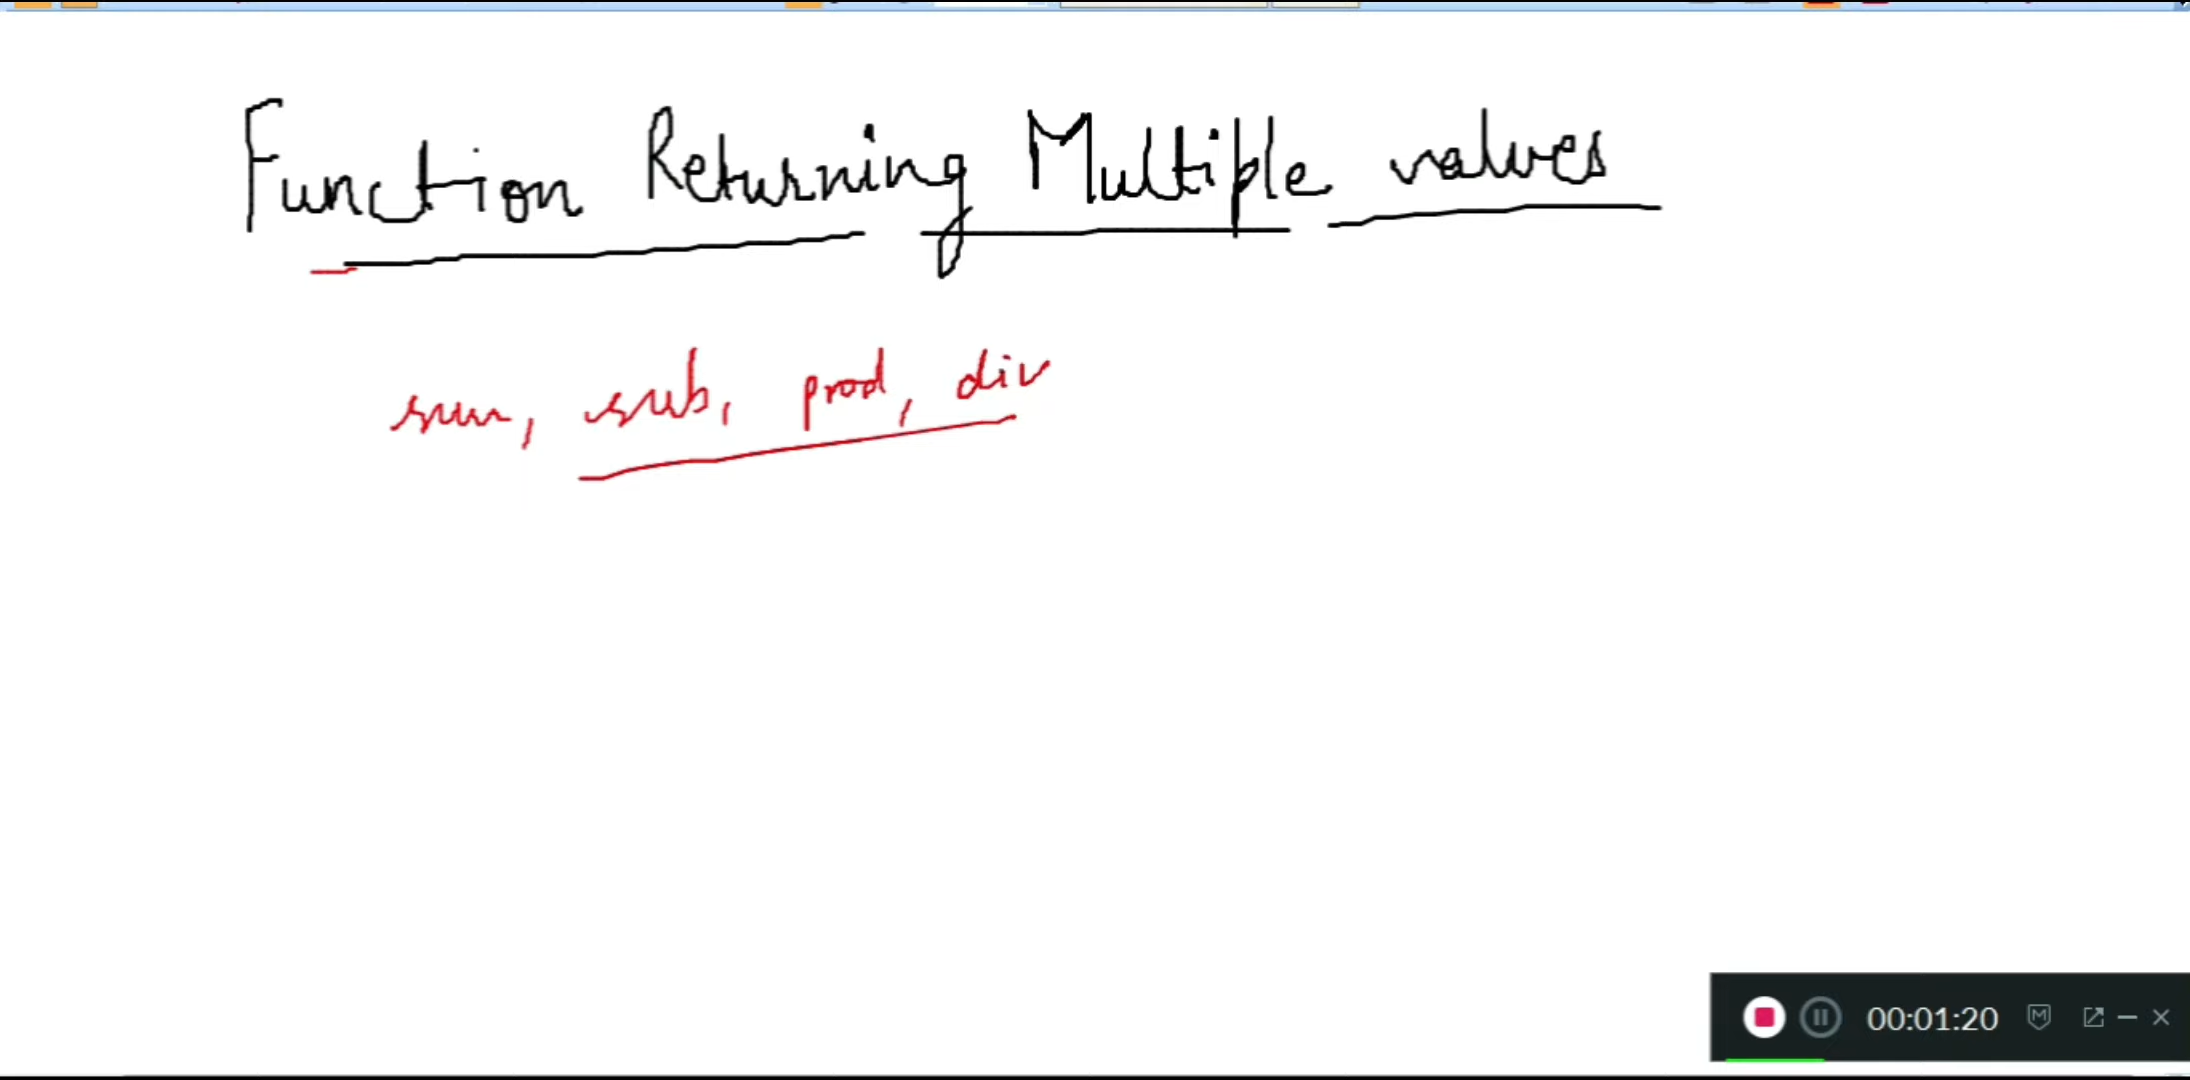 Function Returning Multiple values
sum, sub, prod, div
00:01:20